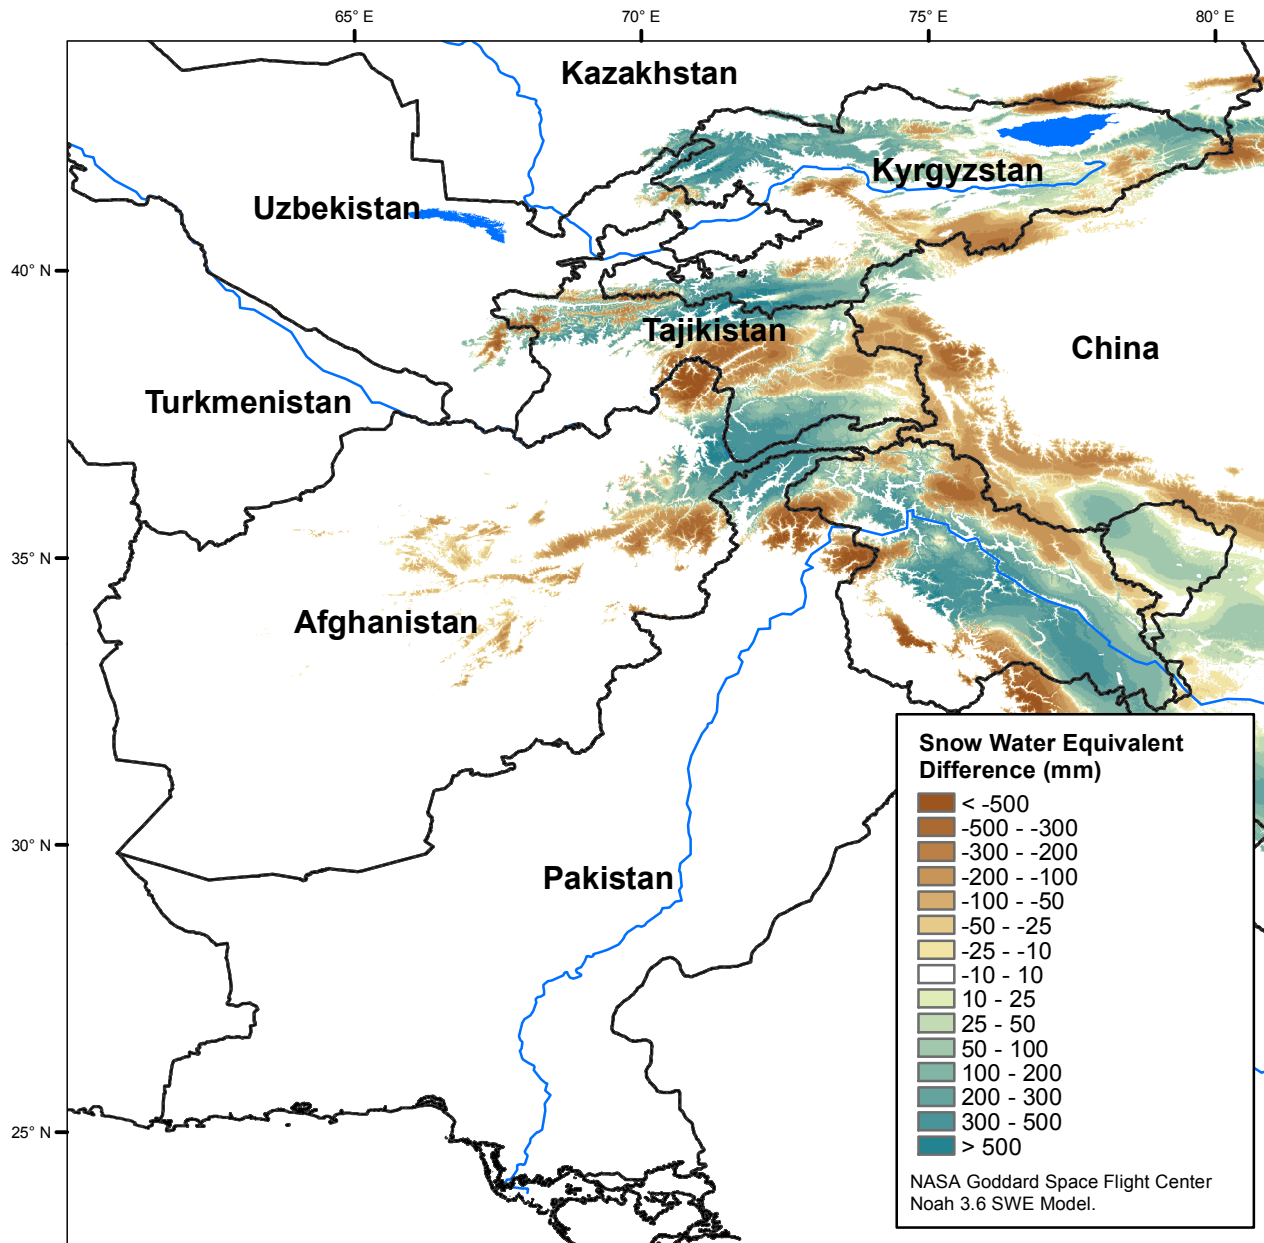 65° E
70° E
75° E
80° E
Kazakhstan
Kyrgyzstan
Uzbekistan
40° N
Tajikistan
China
Turkmenistan
35° N
Afghanistan
30° N
Pakistan
25° N
Snow Water Equivalent
Difference (mm)
< -500
-500 - -300
-300 - -200
-200 - -100
-100 - -50
-50 - -25
-25 - -10
-10 - 10
10 - 25
25 - 50
50 - 100
100 - 200
200 - 300
300 - 500
> 500
NASA Goddard Space Flight Center
Noah 3.6 SWE Model.